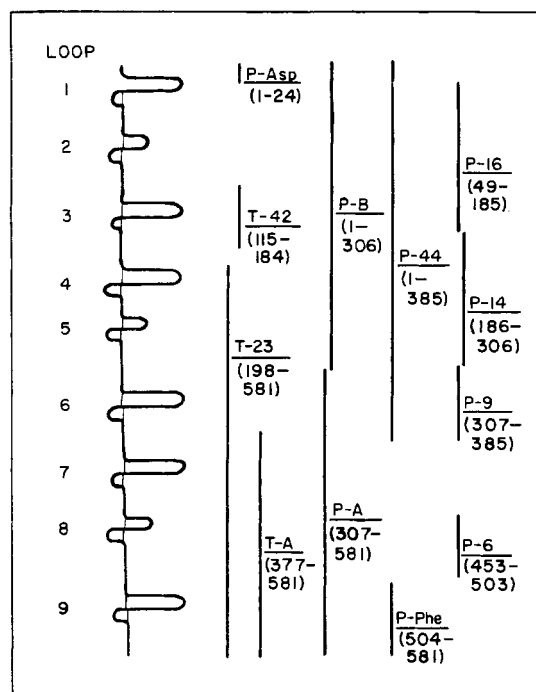 LOOP
1
2
3
4
5
6
7
8
9
P-Asp
(1-24)
T-42
(115-
184)
T-23
(198-
581)
T-A
(377-
581)
P-B
(1-
306)
P-A
(307-
581)
P-44
(1-
385)
P-Phe
(504-
581)
P-16
(49-
185)
P-14
(186-
306)
P-9
(307-
385)
P-6
(453-
503)